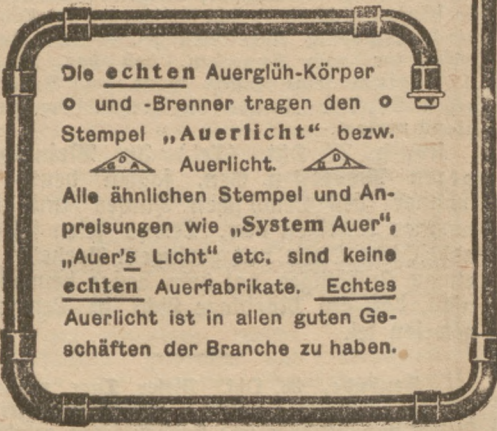 Die echten Auerglüh-Körper
o und -Brenner tragen den o
Stempel „Auerlicht“ bezw.
GDA Auerlicht. GDA
Alle ähnlichen Stempel und An-
preisungen wie „System Auer“,
„Auer's Licht“ etc. sind keine
echten Auerfabrikate. Echtes
Auerlicht ist in allen guten Ge-
schäften der Branche zu haben.